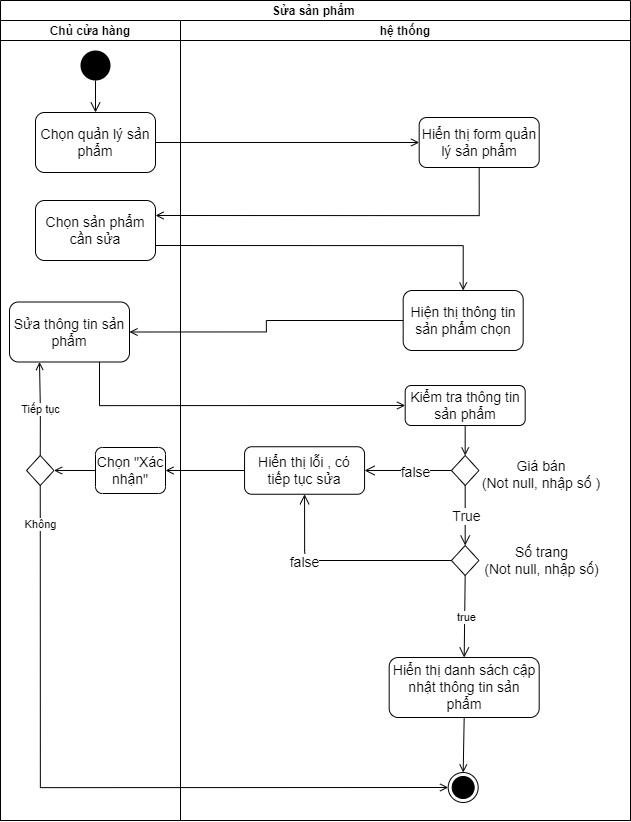 Sửa sản phẩm
Chủ cửa hàng
hệ thống
Chọn quản lý sản
phẩm
Hiển thị form quản
lý sản phẩm
Chọn sản phẩm
cần sửa
Hiện thị thông tin
sản phẩm chọn
Sửa thông tin sản
phẩm
Kiểm tra thông tin
sản phẩm
Tiếp tục
Chọn "Xác
nhận"
Hiển thị lỗi , có
tiếp tục sửa
false
Giá bán
(Not null, nhập số )
True
Không
Số trang
(Not null, nhập số)
false
true
Hiển thị danh sách cập
nhật thông tin sản
phẩm